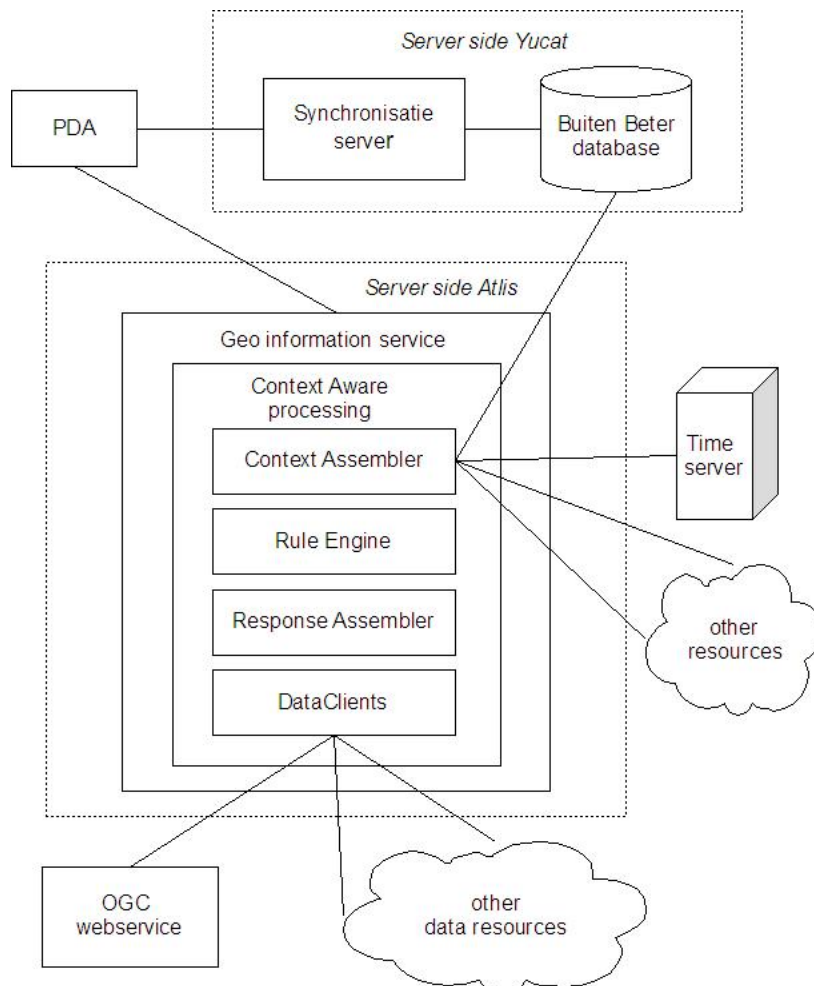 Server side Yucat
PDA
Synchronisatie
server
Buiten Beter
database
Server side Atlis
Geo information service
Context Aware
processing
Context Assembler
Rule Engine
Response Assembler
DataClients
Time
server
other
resources
OGC
webservice
other
data resources